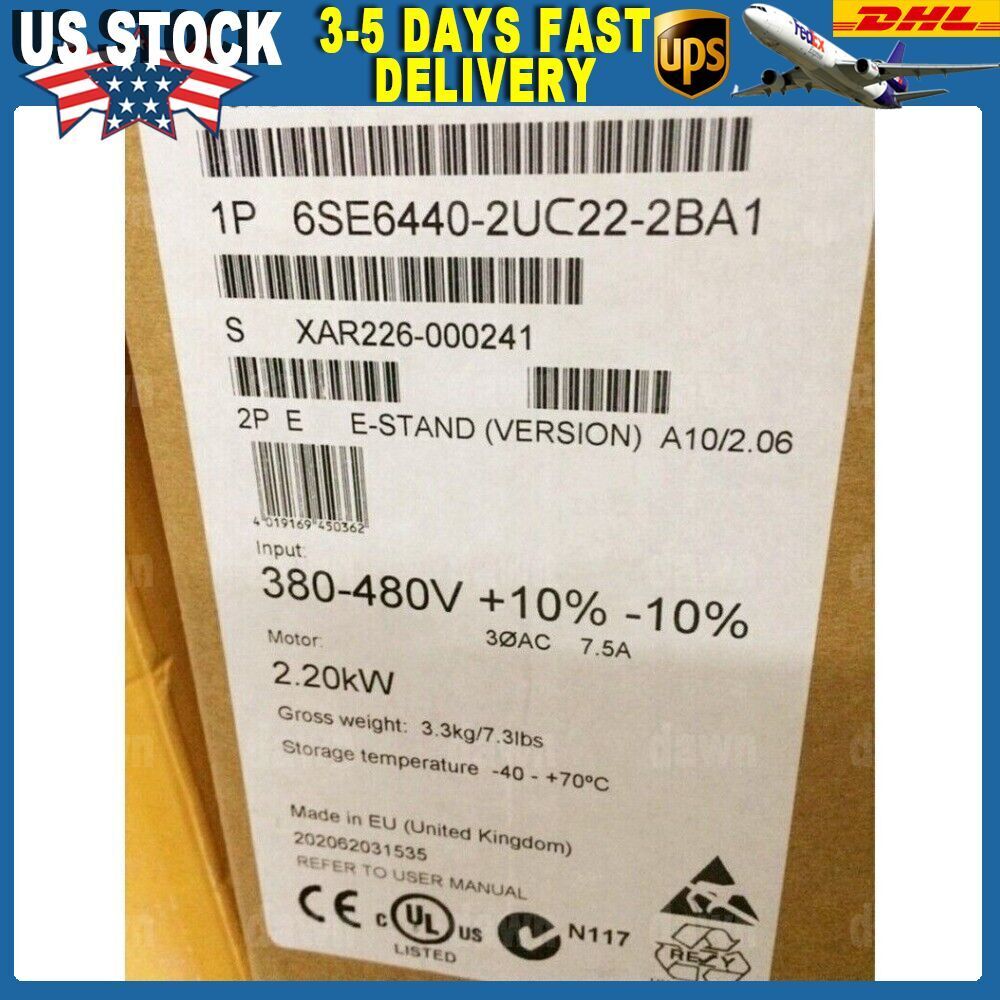 US STOCK
3-5 DAYS FAST
DELIVERY
ups
FedEx
DHL
1P 6SE6440-2UC22-2BA1
S XAR226-000241
2P E E-STAND (VERSION) A10/2.06
4 019169 450362
Input:
380-480V +10% -10%
3ØAC 7.5A
Motor:
2.20kW
Gross weight: 3.3kg/7.3lbs
Storage temperature -40 - +70ºC
dawn
Made in EU (United Kingdom)
202062031535
REFER TO USER MANUAL
CE c UL US
LISTED
N117
REZY